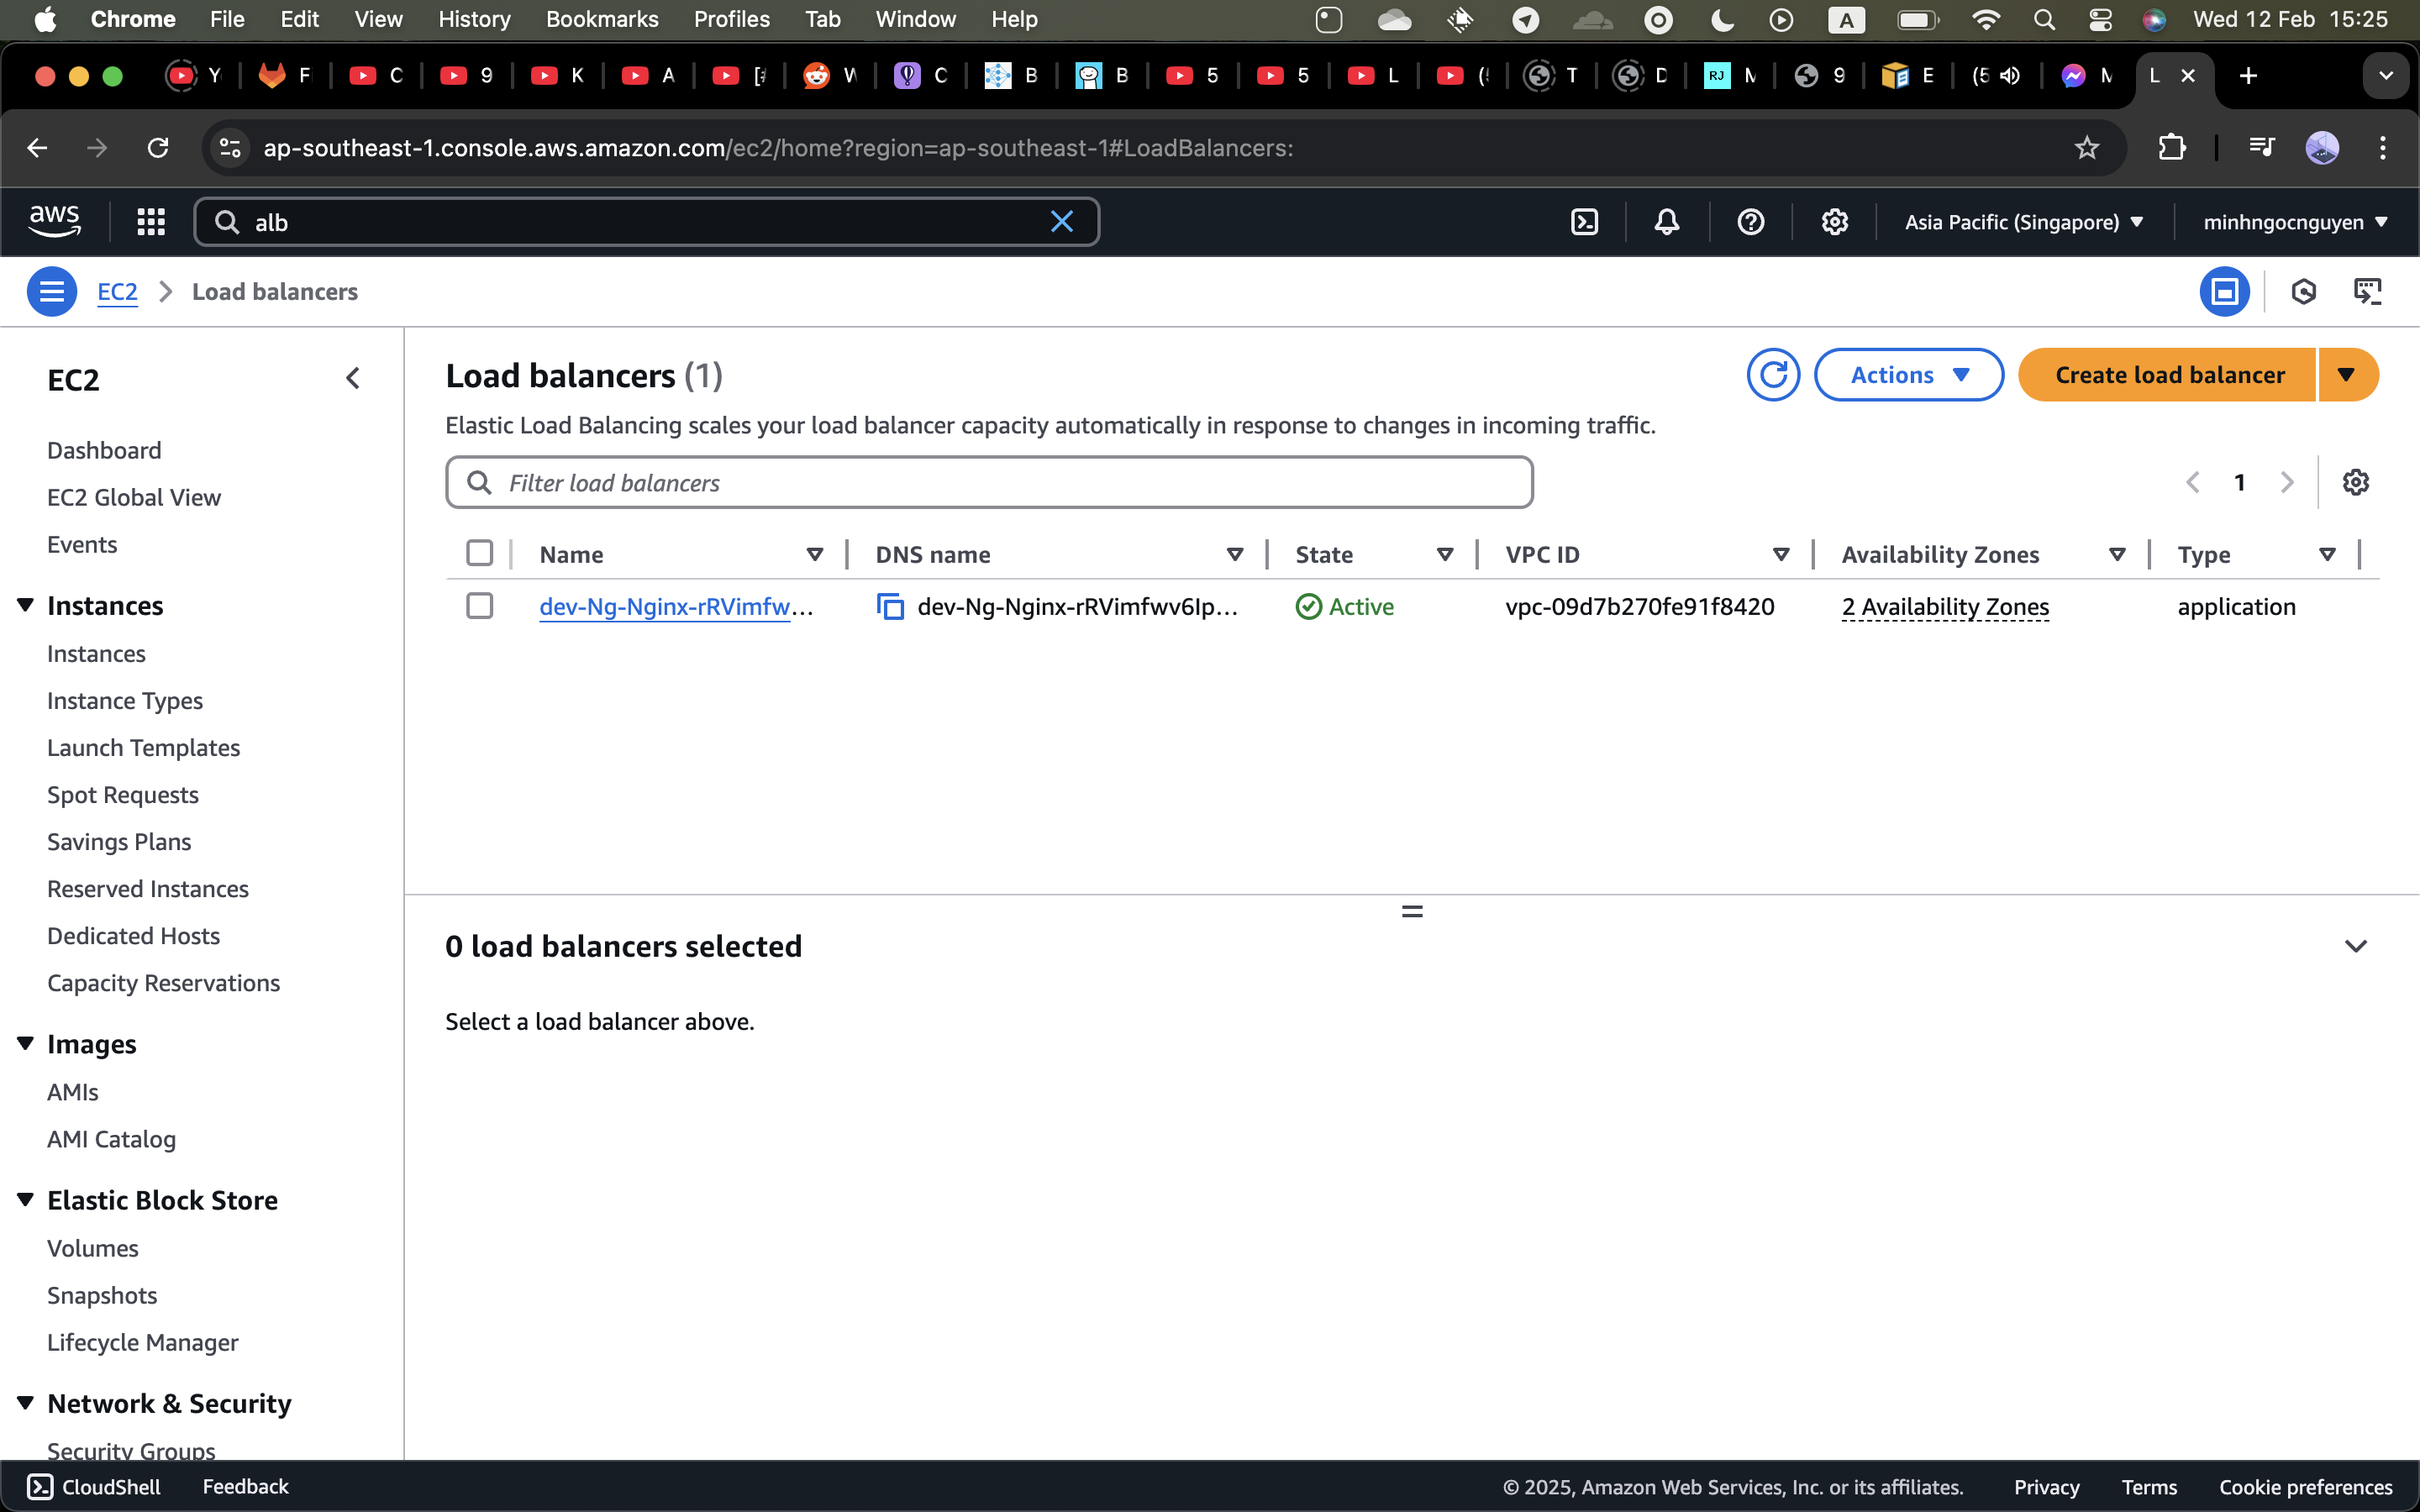 Chrome File Edit View History Bookmarks Profiles Tab Window Help A Wed 12 Feb 15:25
Y F C 9 K A W C B B 5 5 L T D RJ 9 E (5 L
ap-southeast-1.console.aws.amazon.com/ec2/home?region=ap-southeast-1#LoadBalancers:
aws alb Asia Pacific (Singapore) minhngocnguyen
EC2 Load balancers
EC2
Dashboard
EC2 Global View
Events
Instances
Instances
Instance Types
Launch Templates
Spot Requests
Savings Plans
Reserved Instances
Dedicated Hosts
Capacity Reservations
Images
AMIs
AMI Catalog
Elastic Block Store
Volumes
Snapshots
Lifecycle Manager
Network & Security
Security Groups
Load balancers (1)
Actions Create load balancer
Elastic Load Balancing scales your load balancer capacity automatically in response to changes in incoming traffic.
Filter load balancers 1
Name DNS name State VPC ID Availability Zones Type
dev-Ng-Nginx-rRVimfw... dev-Ng-Nginx-rRVimfwv6Ip... Active vpc-09d7b270fe91f8420 2 Availability Zones application
0 load balancers selected
Select a load balancer above.
CloudShell Feedback © 2025, Amazon Web Services, Inc. or its affiliates. Privacy Terms Cookie preferences